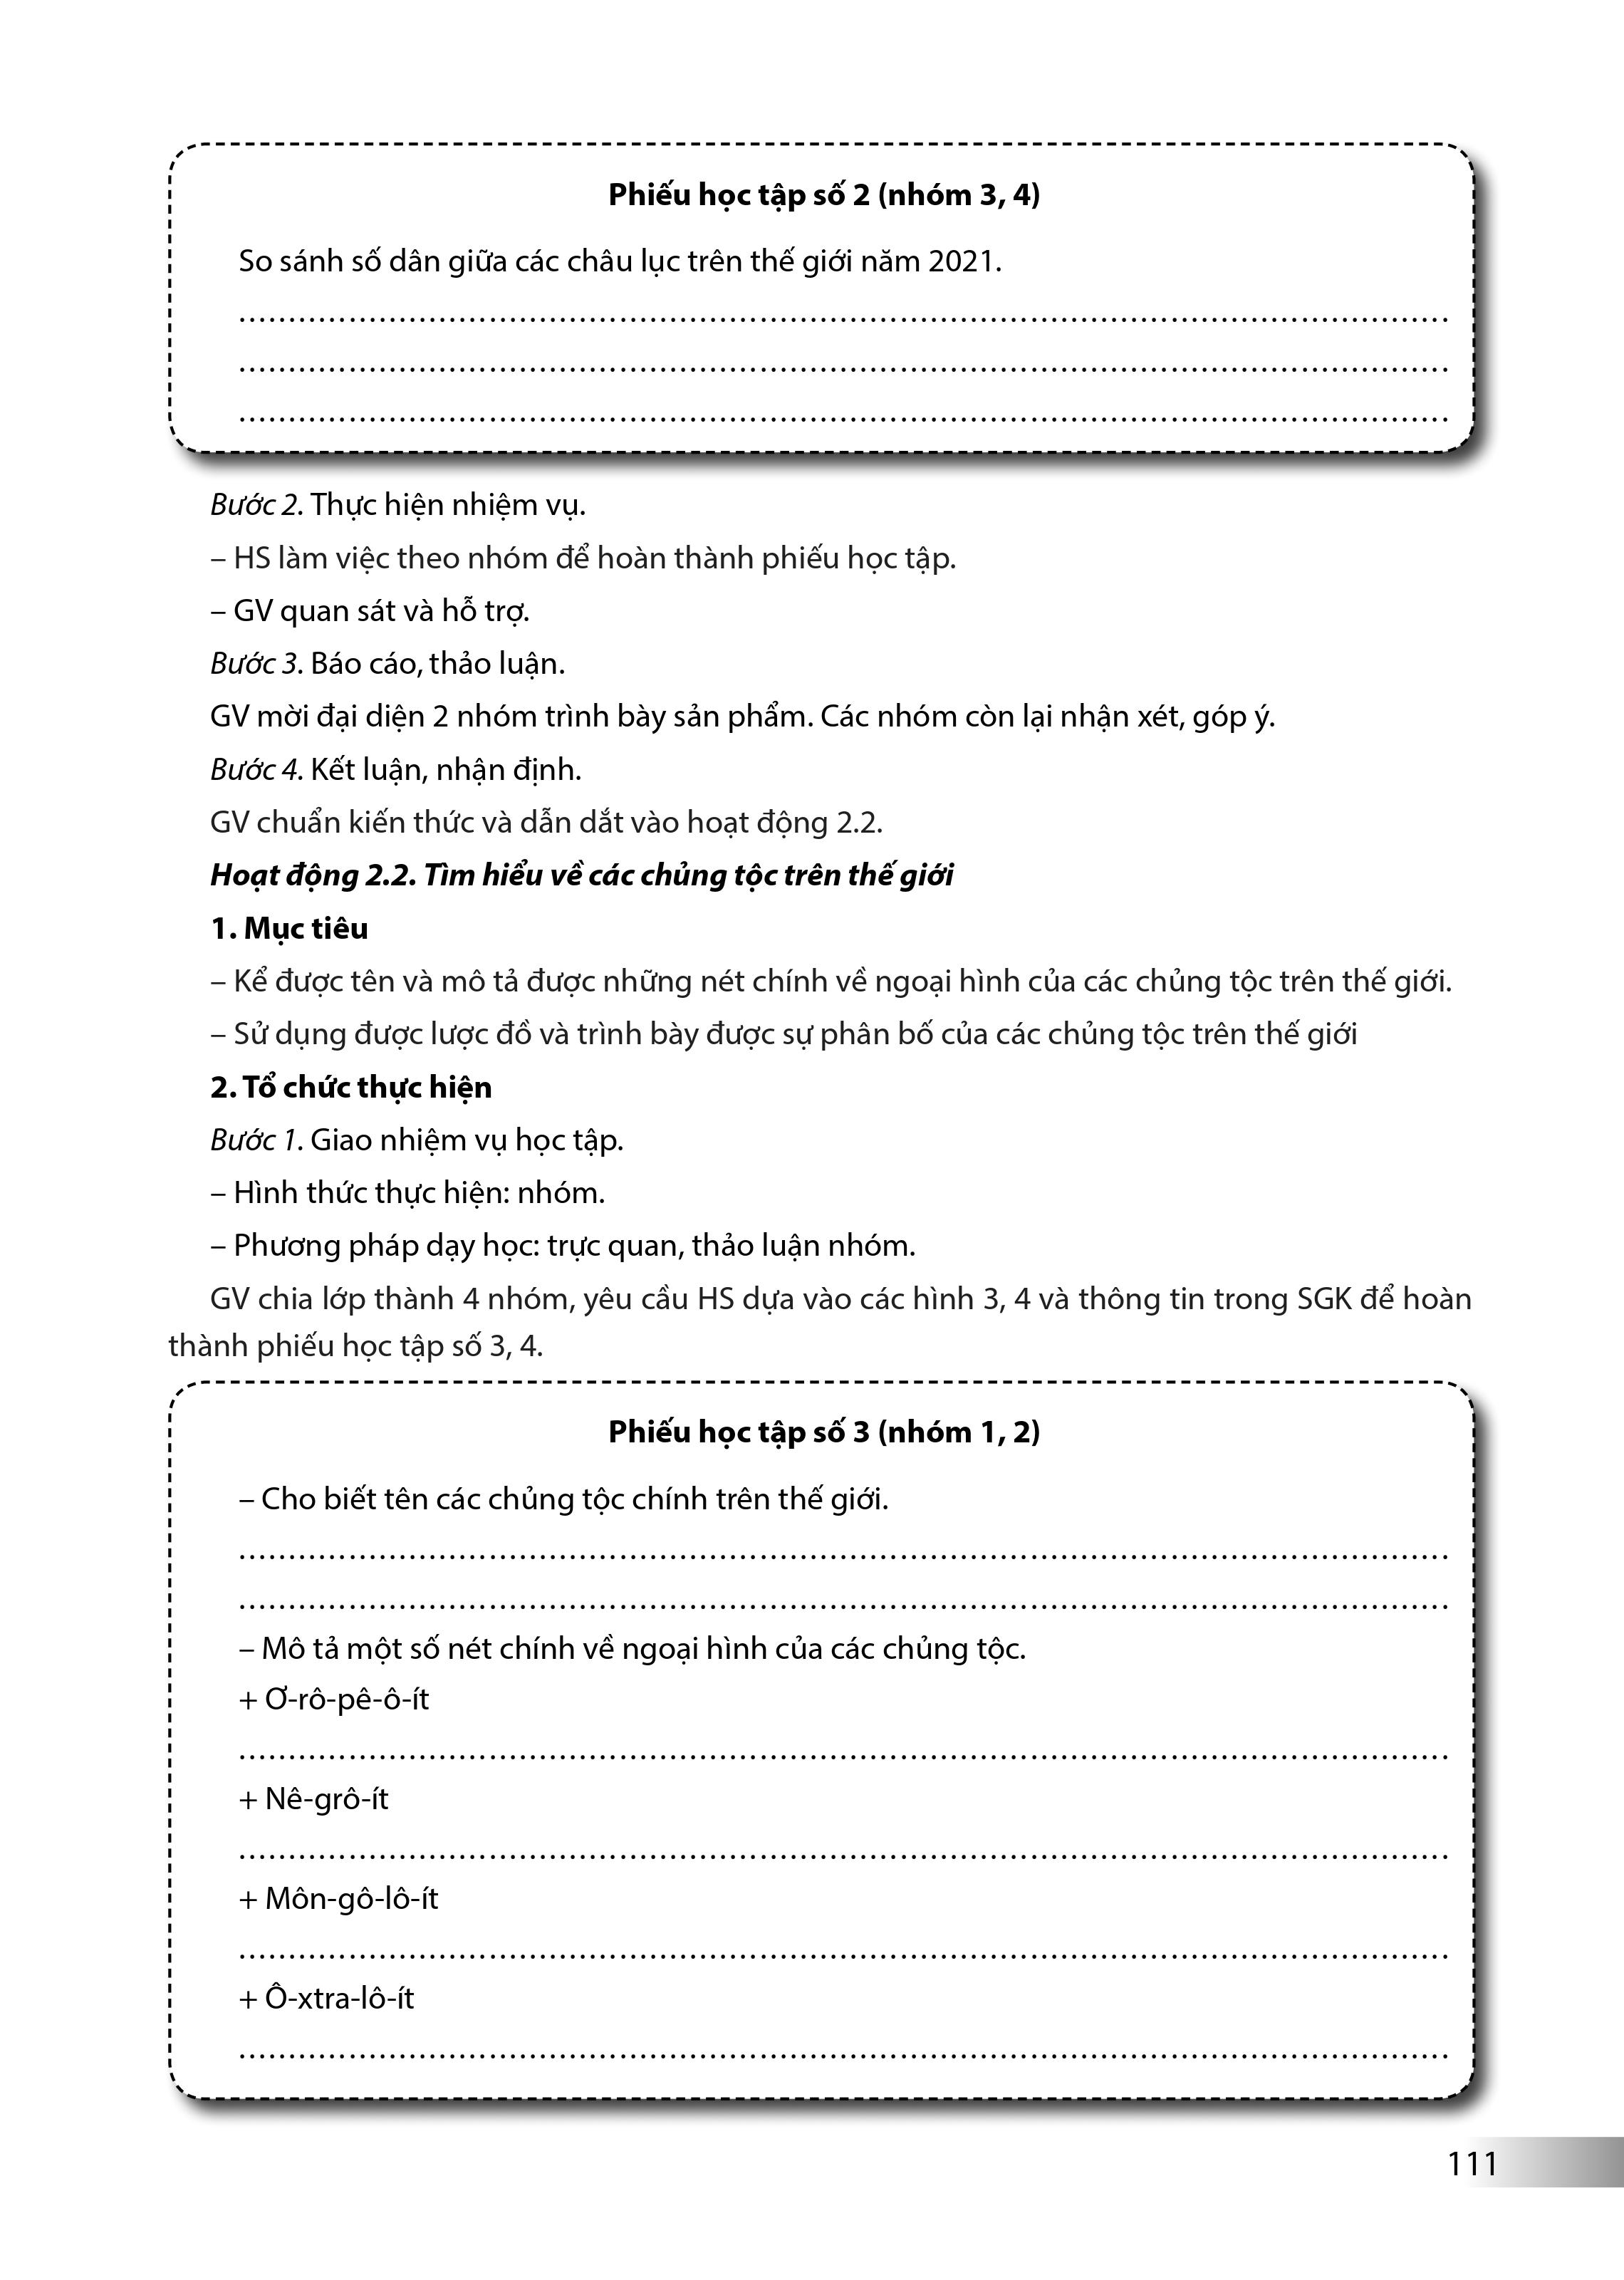 Phiếu học tập số 2 (nhóm 3, 4)
So sánh số dân giữa các châu lục trên thế giới năm 2021.
Bước 2. Thực hiện nhiệm vụ.
– HS làm việc theo nhóm để hoàn thành phiếu học tập.
– GV quan sát và hỗ trợ.
Bước 3. Báo cáo, thảo luận.
GV mời đại diện 2 nhóm trình bày sản phẩm. Các nhóm còn lại nhận xét, góp ý.
Bước 4. Kết luận, nhận định.
GV chuẩn kiến thức và dẫn dắt vào hoạt động 2.2.
Hoạt động 2.2. Tìm hiểu về các chủng tộc trên thế giới
1. Mục tiêu
– Kể được tên và mô tả được những nét chính về ngoại hình của các chủng tộc trên thế giới.
– Sử dụng được lược đồ và trình bày được sự phân bố của các chủng tộc trên thế giới
2. Tổ chức thực hiện
Bước 1. Giao nhiệm vụ học tập.
– Hình thức thực hiện: nhóm.
– Phương pháp dạy học: trực quan, thảo luận nhóm.
GV chia lớp thành 4 nhóm, yêu cầu HS dựa vào các hình 3, 4 và thông tin trong SGK để hoàn
thành phiếu học tập số 3, 4.
Phiếu học tập số 3 (nhóm 1, 2)
– Cho biết tên các chủng tộc chính trên thế giới.
– Mô tả một số nét chính về ngoại hình của các chủng tộc.
+ Ơ-rô-pê-ô-ít
+ Nê-grô-ít
+ Môn-gô-lô-ít
+ Ô-xtra-lô-ít
111